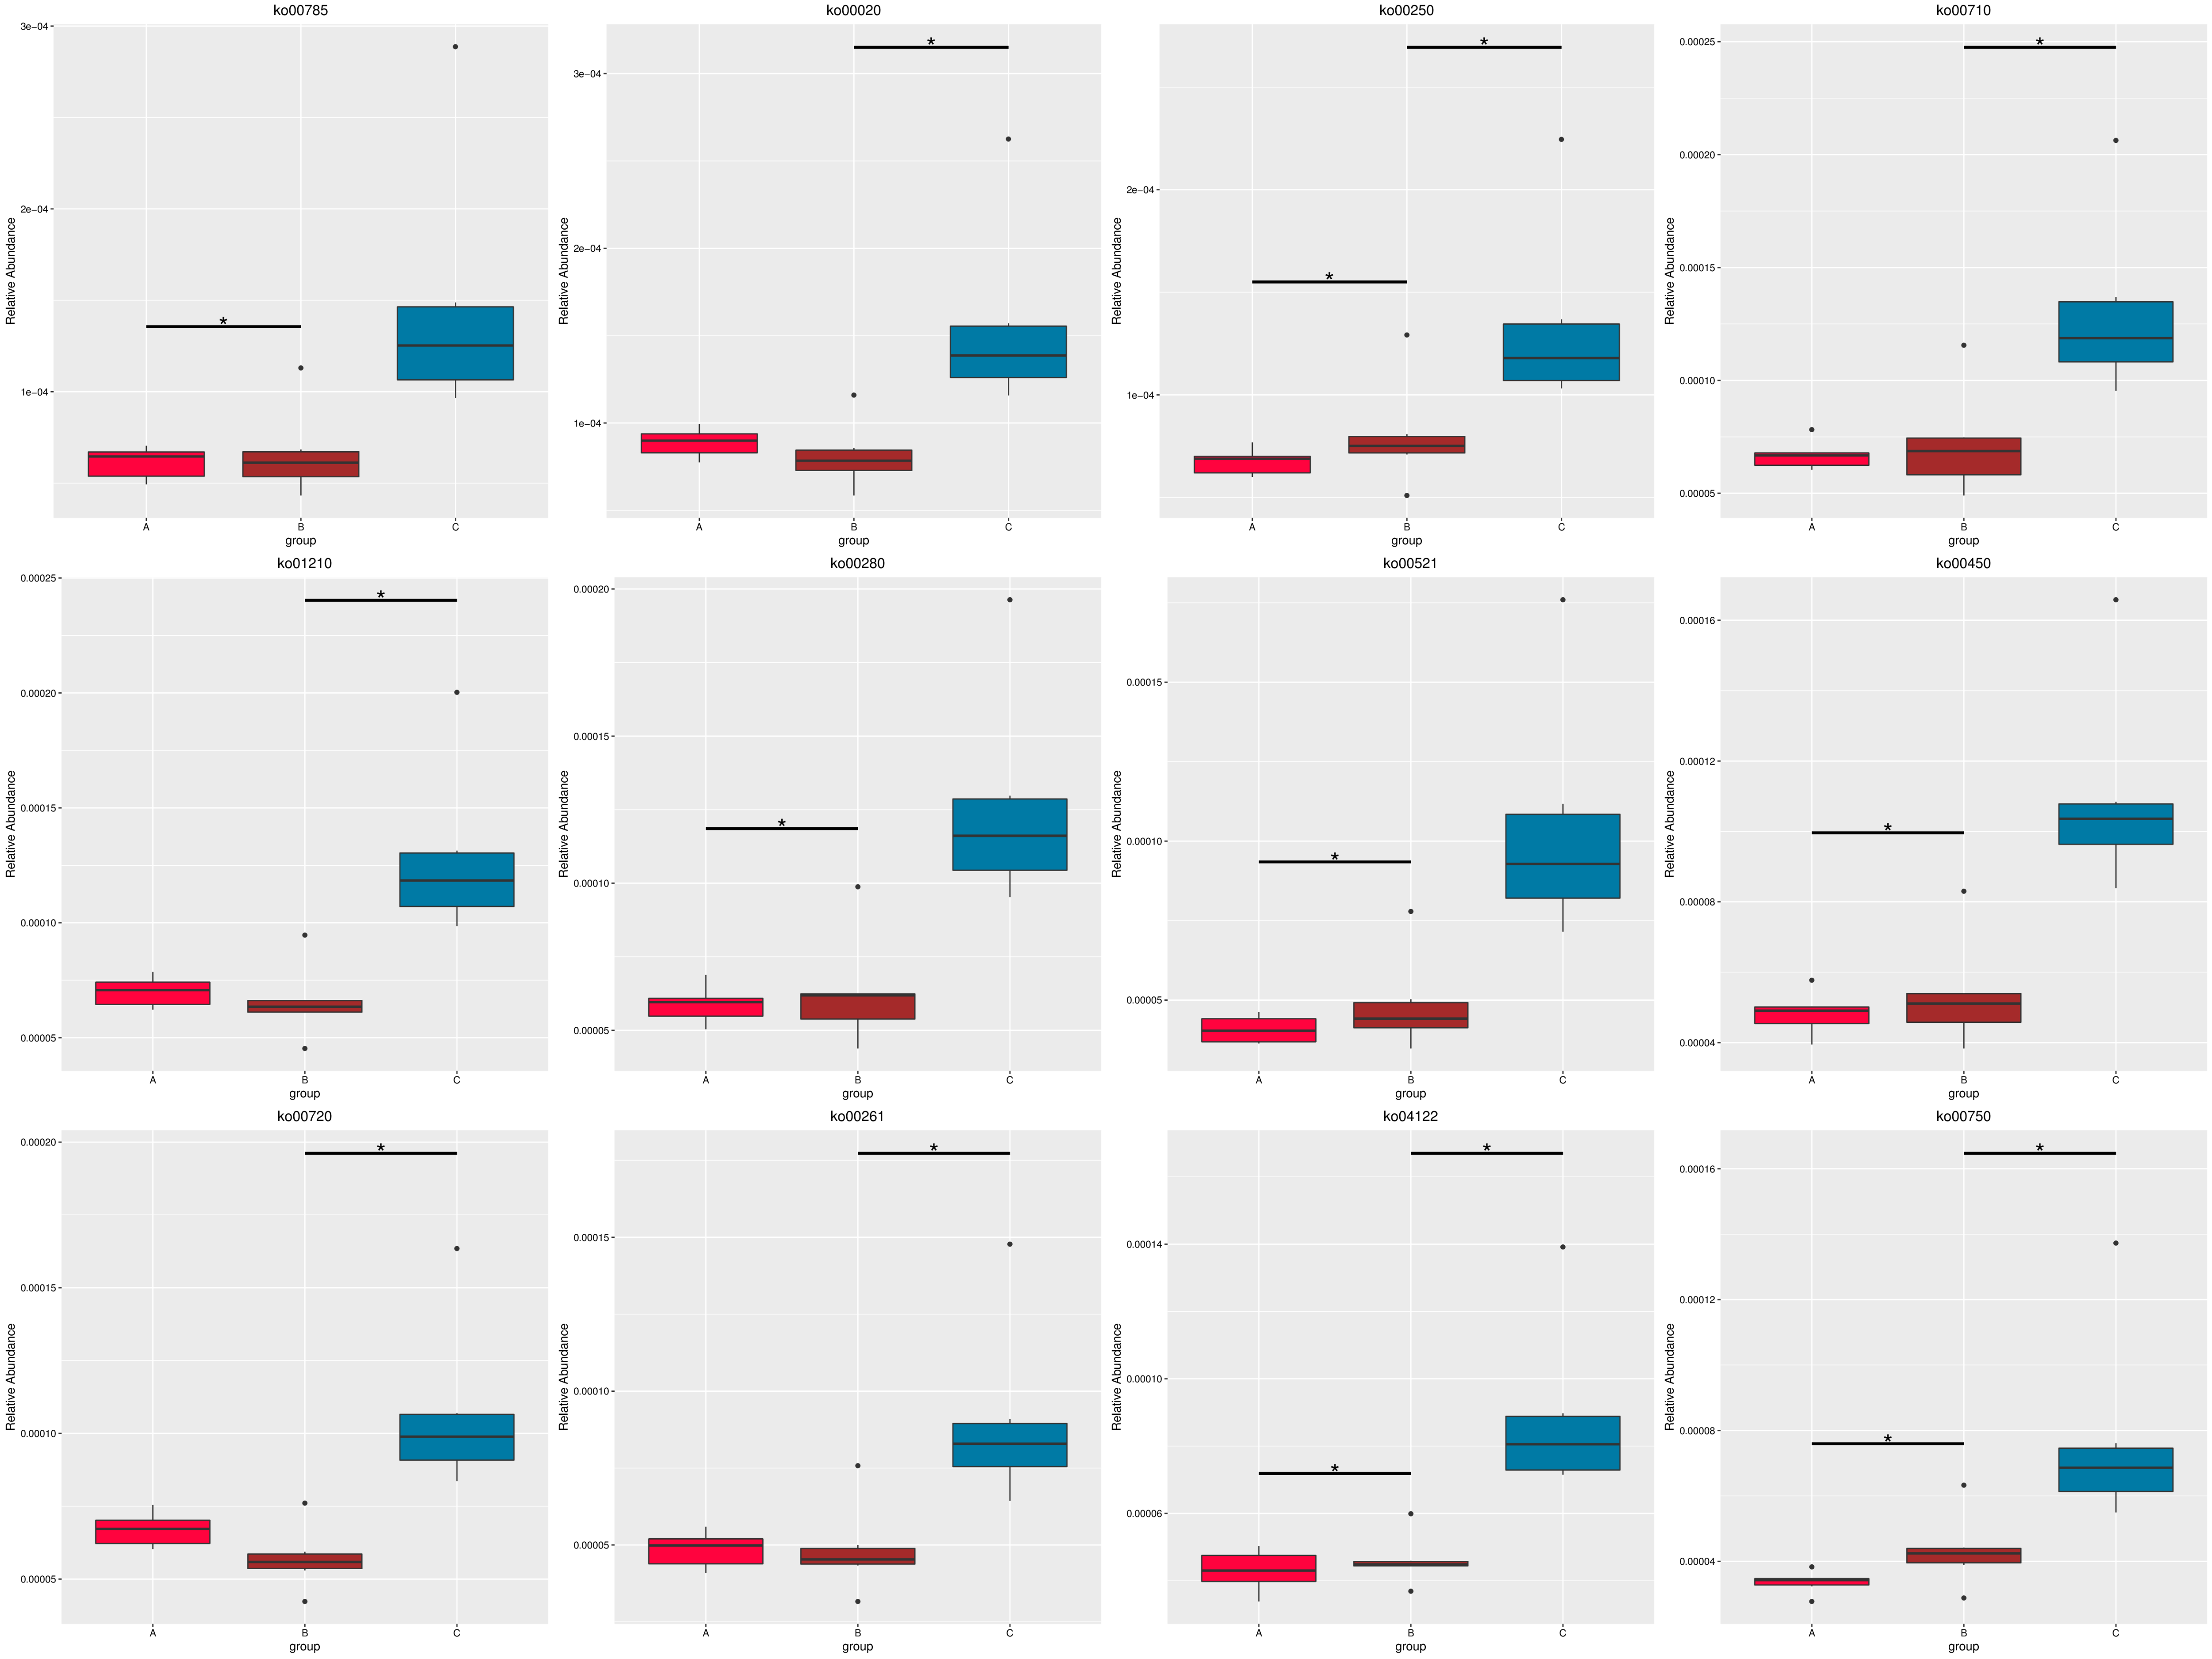 ko00785
3e−04
2e−04
1e−04
Relative Abundance
*
A B C
group
ko00020
3e−04
2e−04
1e−04
Relative Abundance
*
A B C
group
ko00250
2e−04
1e−04
Relative Abundance
*
*
A B C
group
ko00710
0.00025
0.00020
0.00015
0.00010
0.00005
Relative Abundance
*
A B C
group
ko01210
0.00025
0.00020
0.00015
0.00010
0.00005
Relative Abundance
*
A B C
group
ko00280
0.00020
0.00015
0.00010
0.00005
Relative Abundance
*
A B C
group
ko00521
0.00015
0.00010
0.00005
Relative Abundance
*
A B C
group
ko00450
0.00016
0.00012
0.00008
0.00004
Relative Abundance
*
A B C
group
ko00720
0.00020
0.00015
0.00010
0.00005
Relative Abundance
*
A B C
group
ko00261
0.00015
0.00010
0.00005
Relative Abundance
*
A B C
group
ko04122
0.00014
0.00010
0.00006
Relative Abundance
*
*
A B C
group
ko00750
0.00016
0.00012
0.00008
0.00004
Relative Abundance
*
*
A B C
group